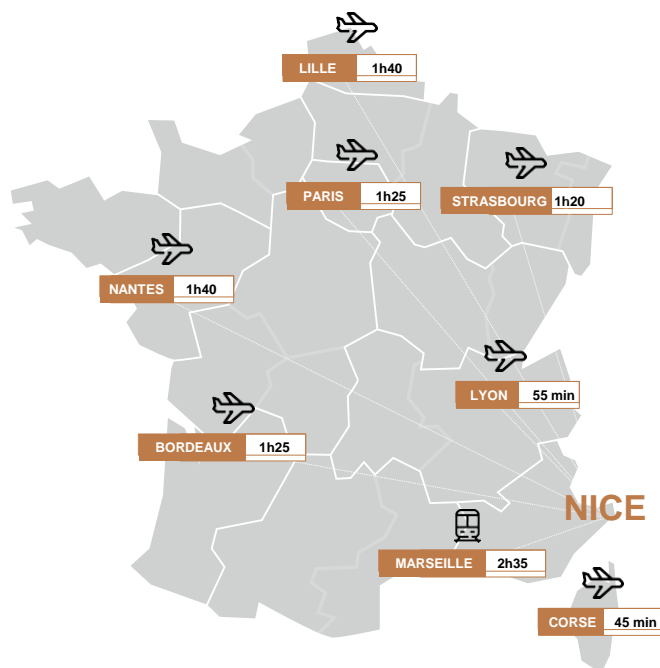 LILLE 1h40
PARIS 1h25
STRASBOURG 1h20
NANTES 1h40
LYON 55 min
BORDEAUX 1h25
NICE
MARSEILLE 2h35
CORSE 45 min